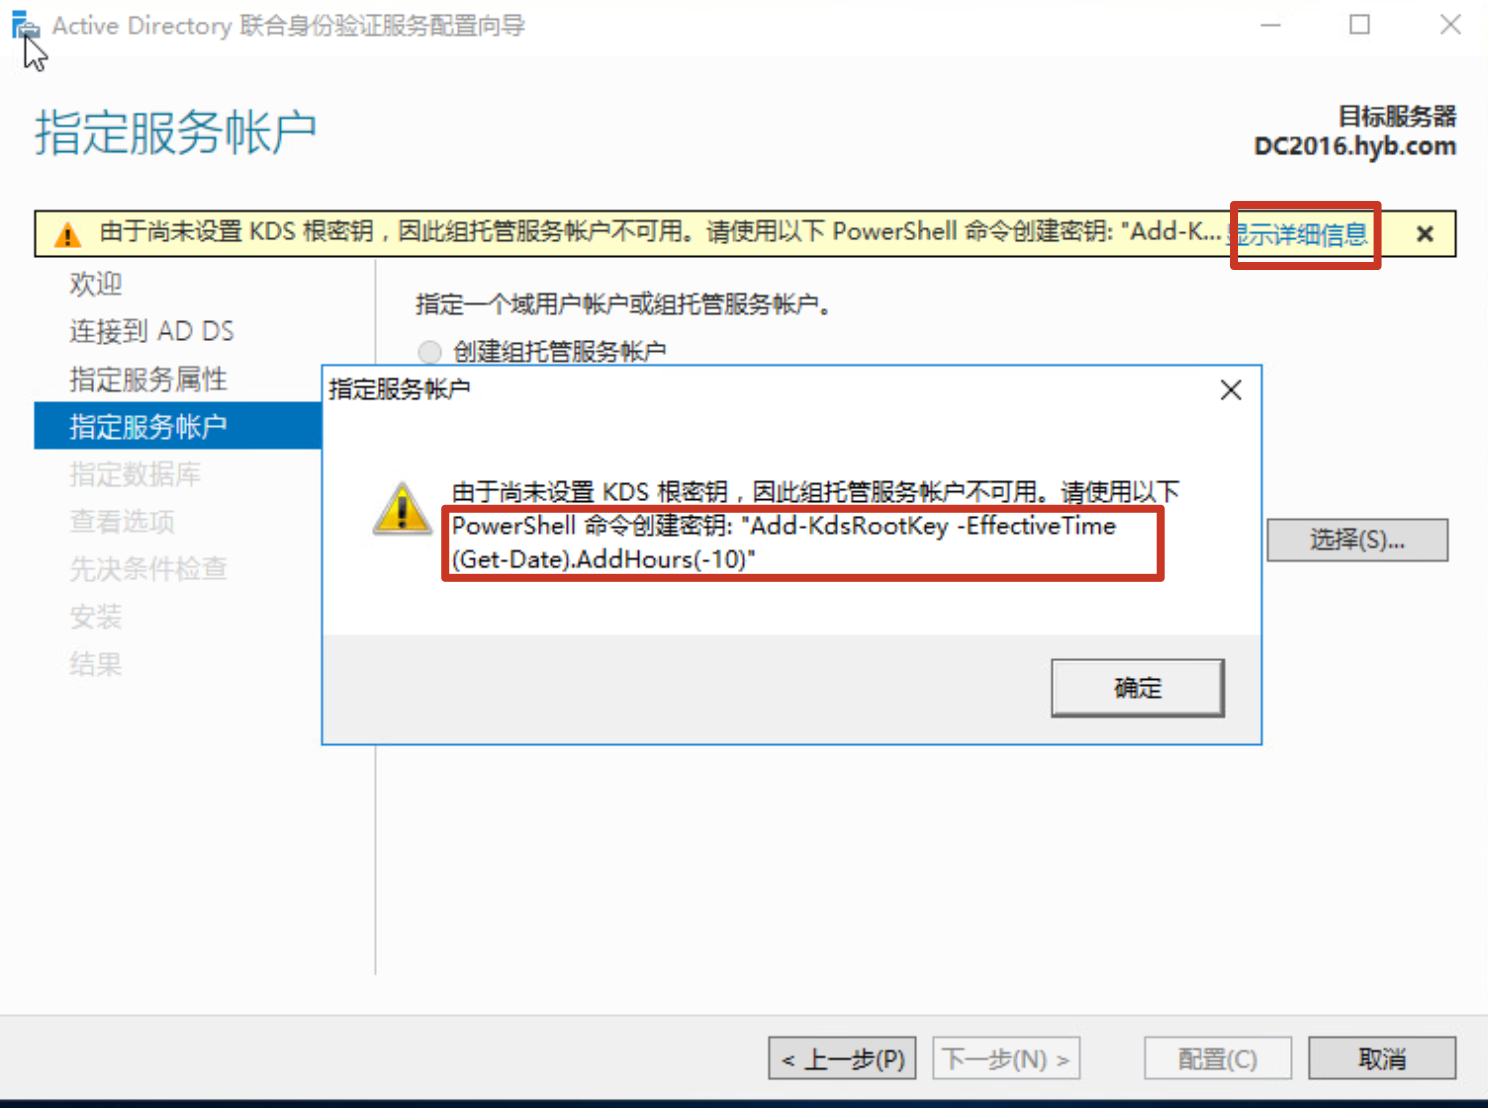 Active Directory 联合身份验证服务配置向导
指定服务帐户
目标服务器
DC2016.hyb.com
由于尚未设置 KDS 根密钥，因此组托管服务帐户不可用。请使用以下 PowerShell 命令创建密钥: "Add-K... 显示详细信息
欢迎
连接到 AD DS
指定服务属性
指定服务帐户
指定数据库
查看选项
先决条件检查
安装
结果
指定一个域用户帐户或组托管服务帐户。
创建组托管服务帐户
指定服务帐户
由于尚未设置 KDS 根密钥，因此组托管服务帐户不可用。请使用以下
PowerShell 命令创建密钥: "Add-KdsRootKey -EffectiveTime
(Get-Date).AddHours(-10)"
确定
选择(S)...
< 上一步(P)
下一步(N) >
配置(C)
取消